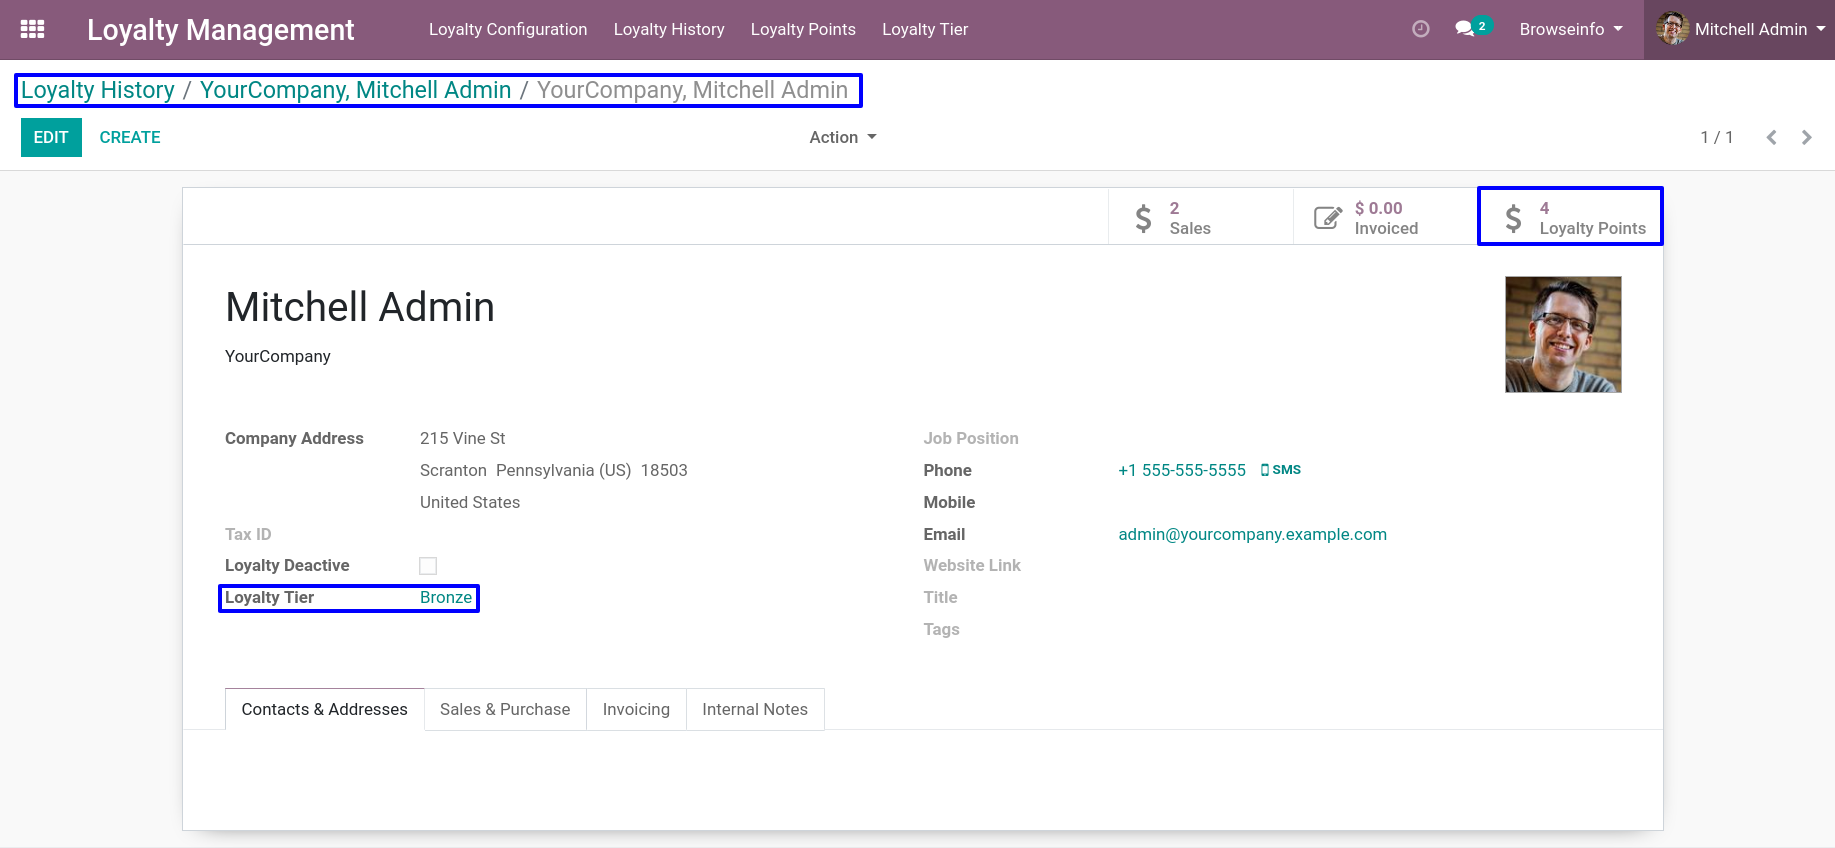 Loyalty Management
Loyalty Configuration
Loyalty History
Loyalty Points
Loyalty Tier
2
Browseinfo
Mitchell Admin
Loyalty History / YourCompany, Mitchell Admin / YourCompany, Mitchell Admin
EDIT
CREATE
Action
1 / 1
2
Sales
$ 0.00
Invoiced
4
Loyalty Points
Mitchell Admin
YourCompany
Company Address
215 Vine St
Scranton Pennsylvania (US) 18503
United States
Tax ID
Loyalty Deactive
Loyalty Tier
Bronze
Job Position
Phone
+1 555-555-5555
SMS
Mobile
Email
admin@yourcompany.example.com
Website Link
Title
Tags
Contacts & Addresses
Sales & Purchase
Invoicing
Internal Notes